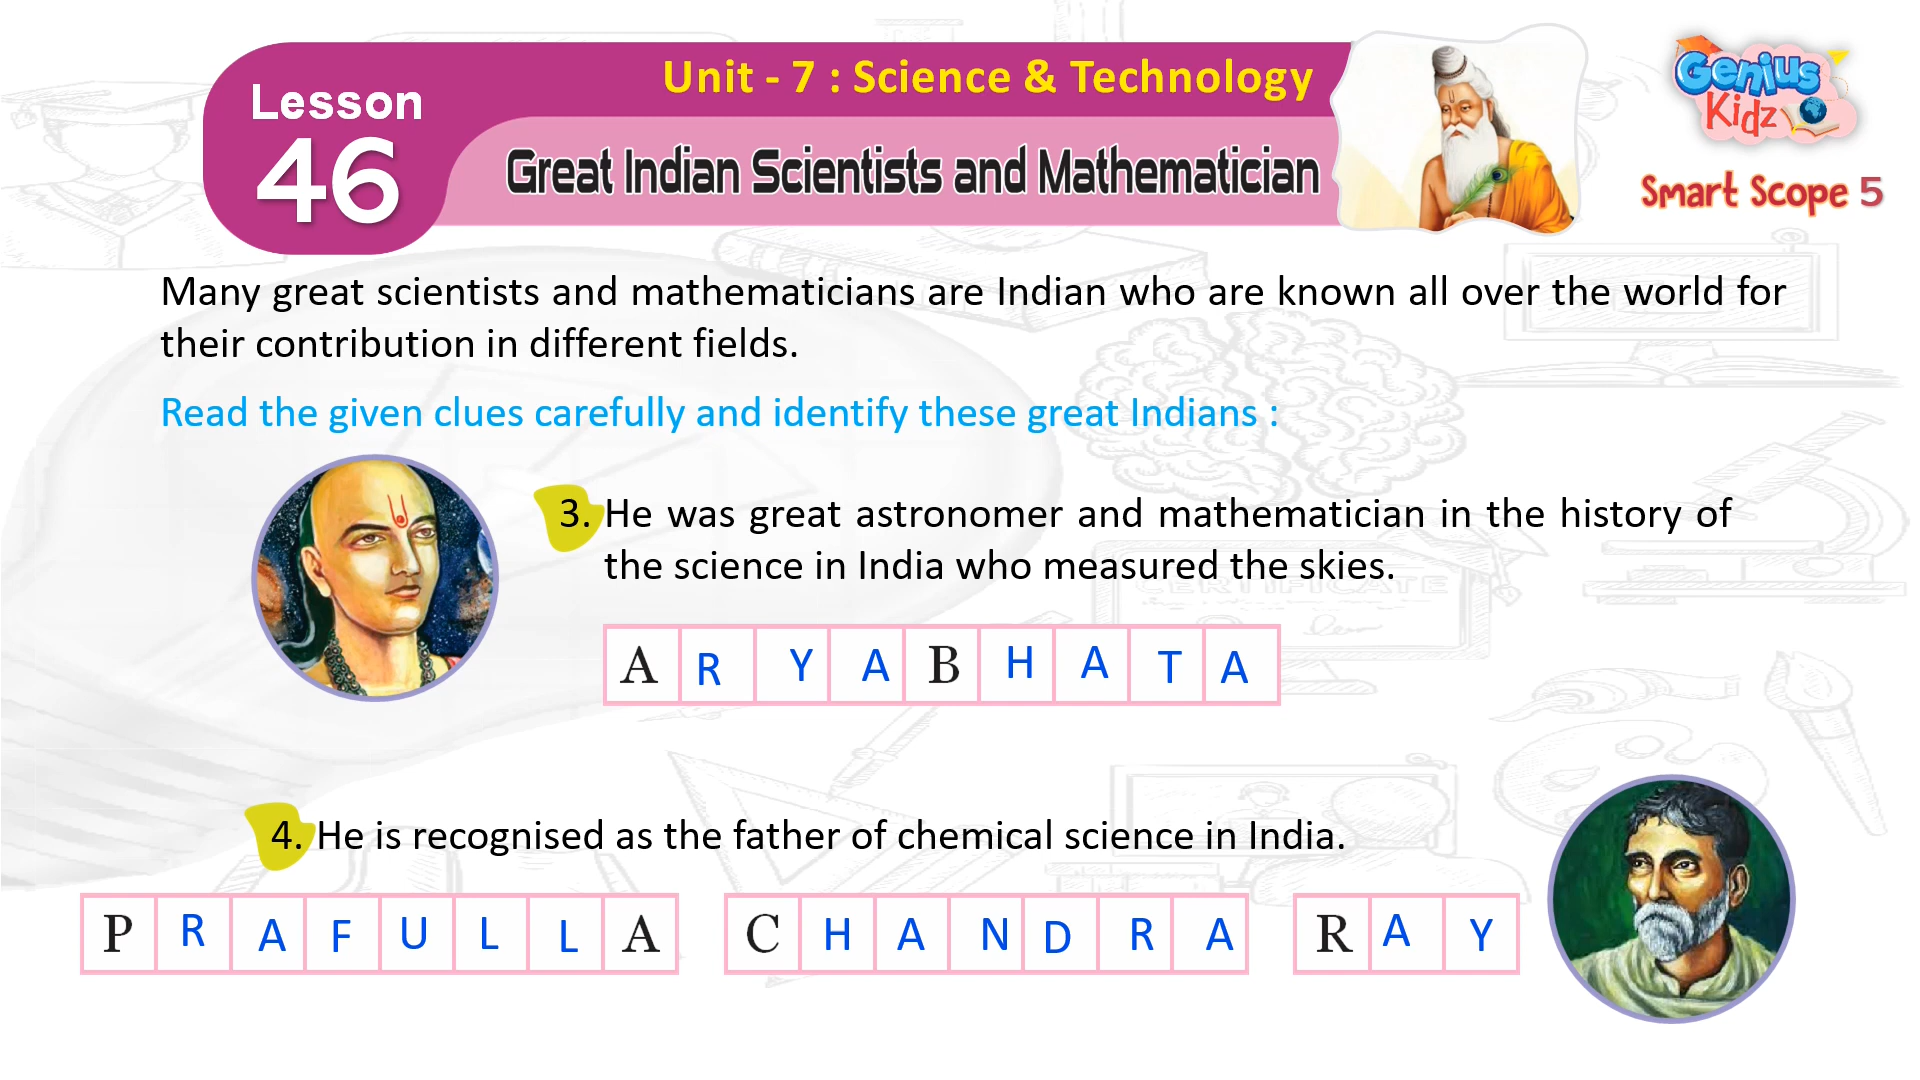 Lesson
46
Unit - 7 : Science & Technology
Great Indian Scientists and Mathematician
Genius
Kidz
Smart Scope 5
Many great scientists and mathematicians are Indian who are known all over the world for
their contribution in different fields.
Read the given clues carefully and identify these great Indians :
3. He was great astronomer and mathematician in the history of
the science in India who measured the skies.
CERTIFICATE
A R Y A B H A T A
4. He is recognised as the father of chemical science in India.
P R A F U L L A C H A N D R A R A Y